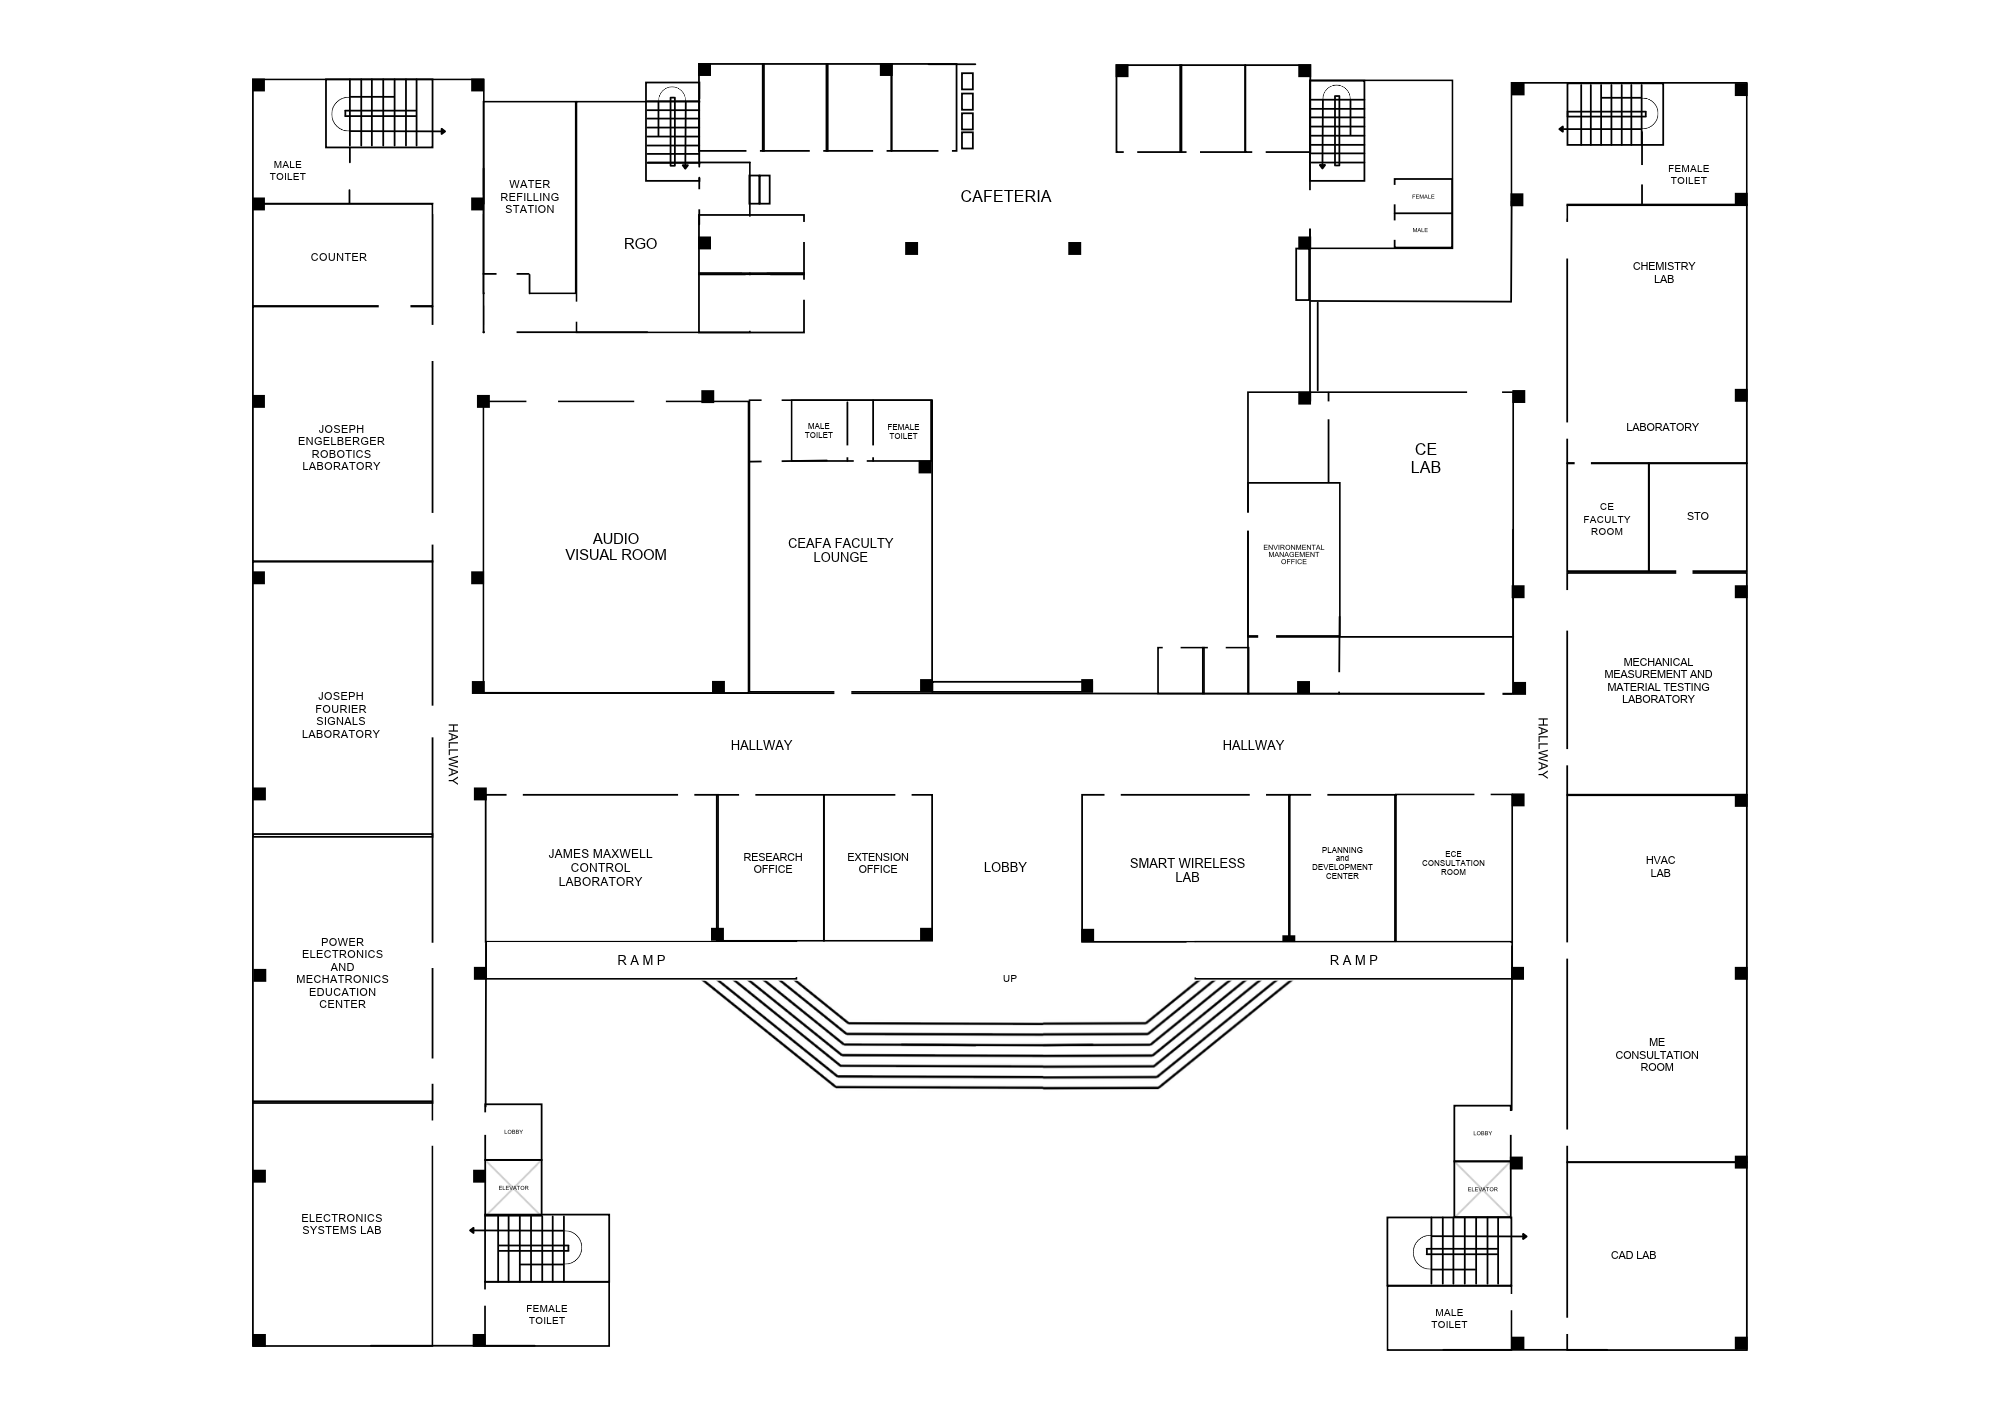 MALE
TOILET
COUNTER
WATER
REFILLING
STATION
RGO
CAFETERIA
FEMALE
MALE
FEMALE
TOILET
CHEMISTRY
LAB
LABORATORY
JOSEPH
ENGELBERGER
ROBOTICS
LABORATORY
MALE
TOILET
FEMALE
TOILET
AUDIO
VISUAL ROOM
CEAFA FACULTY
LOUNGE
CE
LAB
ENVIRONMENTAL
MANAGEMENT
OFFICE
CE
FACULTY
ROOM
STO
JOSEPH
FOURIER
SIGNALS
LABORATORY
MECHANICAL
MEASUREMENT AND
MATERIAL TESTING
LABORATORY
HALLWAY
HALLWAY
HALLWAY
HALLWAY
JAMES MAXWELL
CONTROL
LABORATORY
RESEARCH
OFFICE
EXTENSION
OFFICE
LOBBY
SMART WIRELESS
LAB
PLANNING
and
DEVELOPMENT
CENTER
ECE
CONSULTATION
ROOM
HVAC
LAB
POWER
ELECTRONICS
AND
MECHATRONICS
EDUCATION
CENTER
RAMP
UP
RAMP
ME
CONSULTATION
ROOM
LOBBY
ELEVATOR
LOBBY
ELEVATOR
ELECTRONICS
SYSTEMS LAB
CAD LAB
FEMALE
TOILET
MALE
TOILET